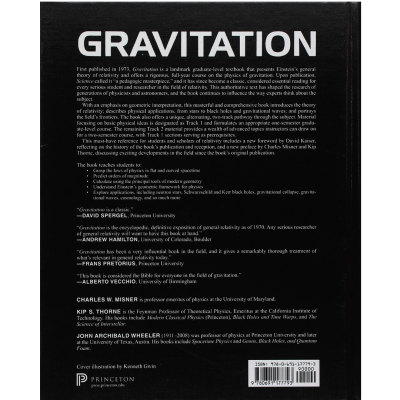 GRAVITATION
First published in 1973, Gravitation is a landmark graduate-level textbook that presents Einstein's general
theory of relativity and offers a rigorous, full-year course on the physics of gravitation. Upon publication,
Science called it "a pedagogic masterpiece," and it has since become a classic, considered essential reading for
every serious student and researcher in the field of relativity. This authoritative text has shaped the research of
generations of physicists and astronomers, and the book continues to influence the way experts think about the
subject.
With an emphasis on geometric interpretation, this masterful and comprehensive book introduces the theory
of relativity; describes physical applications, from stars to black holes and gravitational waves; and portrays
the field's frontiers. The book also offers a unique, alternating, two-track pathway through the subject. Material
focusing on basic physical ideas is designated as Track 1 and formulates an appropriate one-semester gradu-
ate-level course. The remaining Track 2 material provides a wealth of advanced topics instructors can draw on
for a two-semester course, with Track 1 sections serving as prerequisites.
This must-have reference for students and scholars of relativity includes a new foreword by David Kaiser,
reflecting on the history of the book's publication and reception, and a new preface by Charles Misner and Kip
Thorne, discussing exciting developments in the field since the book's original publication.
The book teaches students to:
• Grasp the laws of physics in flat and curved spacetime
• Predict orders of magnitude
• Calculate using the principal tools of modern geometry
• Understand Einstein's geometric framework for physics
• Explore applications, including neutron stars, Schwarzschild and Kerr black holes, gravitational collapse, gravita-
tional waves, cosmology, and so much more
"Gravitation is a classic."
—DAVID SPERGEL, Princeton University
"Gravitation is the encyclopedic, definitive exposition of general relativity as of 1970. Any serious researcher
of general relativity will want to have this book at hand."
—ANDREW HAMILTON, University of Colorado, Boulder
"Gravitation has been a very influential book in the field, and it gives a remarkably thorough treatment of
what's relevant in general relativity today."
—FRANS PRETORIUS, Princeton University
"This book is considered the Bible for everyone in the field of gravity."
—ALBERTO VECCHIO, University of Birmingham
CHARLES W. MISNER is professor emeritus of physics at the University of Maryland.
KIP S. THORNE is the Feynman Professor of Theoretical Physics, Emeritus at the California Institute of
Technology. His books include Modern Classical Physics (Princeton), Black Holes and Time Warps, and The
Science of Interstellar.
JOHN ARCHIBALD WHEELER (1911–2008) was professor of physics at Princeton University and later
at the University of Texas, Austin. His books include Spacetime Physics and Geons, Black Holes, and Quantum
Foam.
Cover illustration by Kenneth Gwin
PRINCETON
press.princeton.edu
ISBN: 978-0-691-17779-3
90000
9 780691 177793